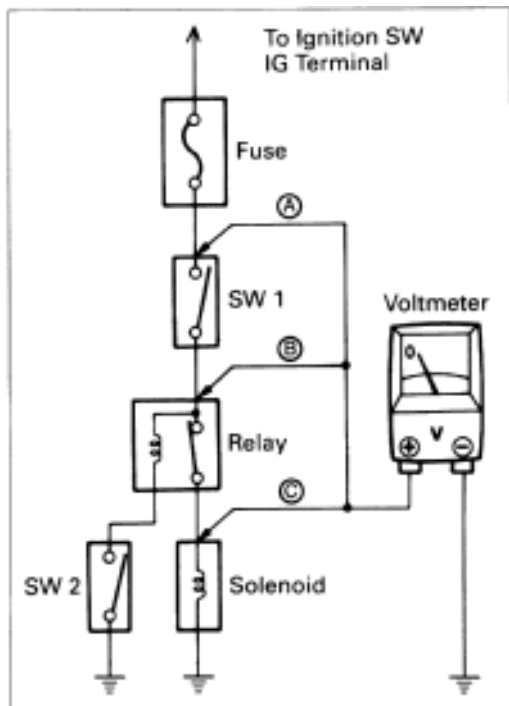 To Ignition SW
IG Terminal
Fuse
A
SW 1
Voltmeter
0
B
V
+ −
Relay
C
SW 2
Solenoid